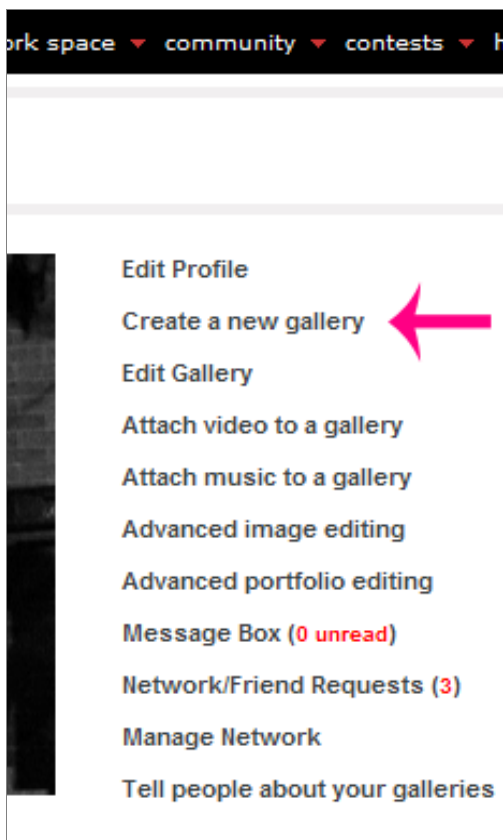 space community contests
Edit Profile
Create a new gallery
Edit Gallery
Attach video to a gallery
Attach music to a gallery
Advanced image editing
Advanced portfolio editing
Message Box (0 unread)
Network/Friend Requests (3)
Manage Network
Tell people about your galleries